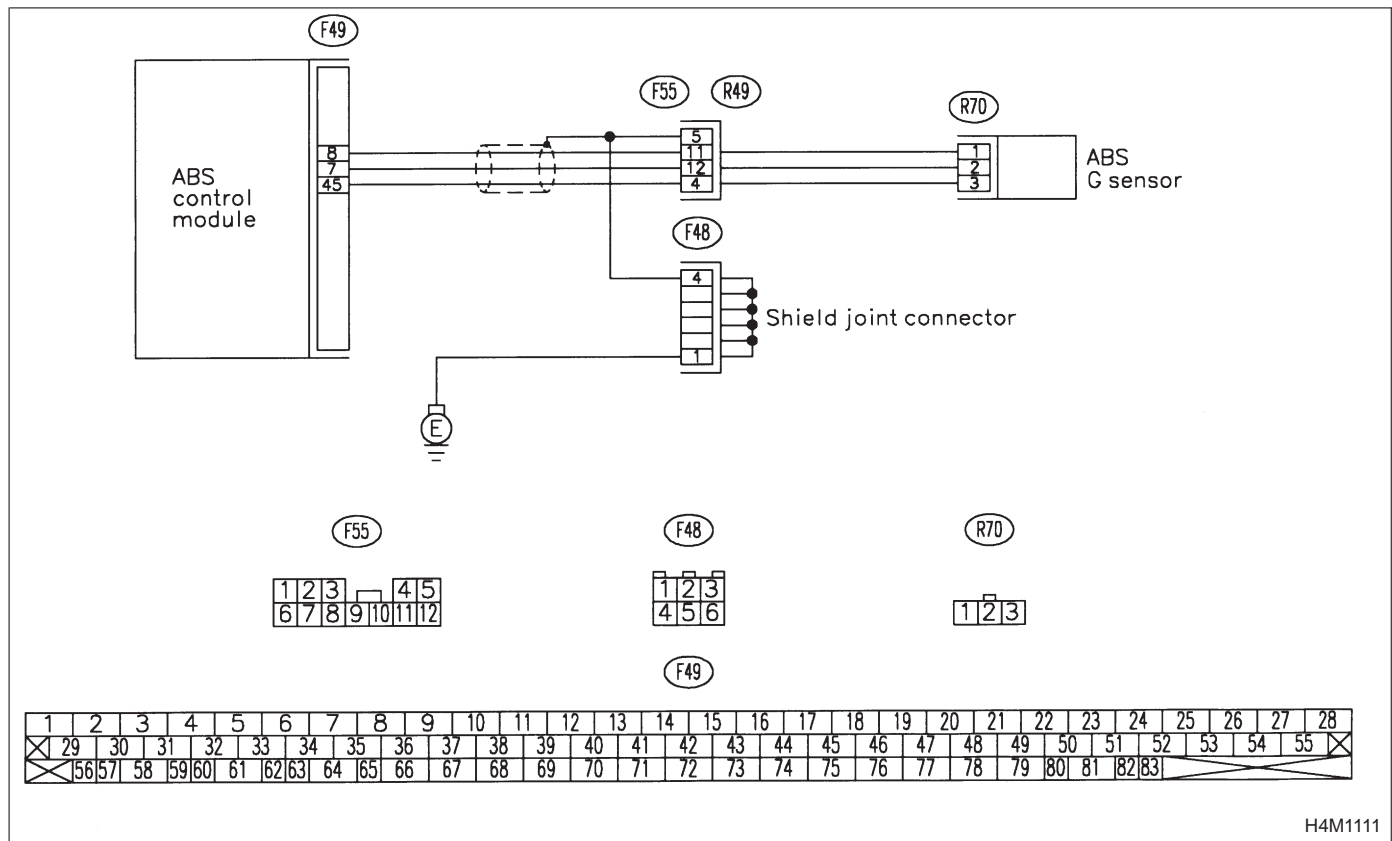 F49
F55 R49
R70
8
7
45
5
11
12
4
1
2
3
ABS
control
module
ABS
G sensor
F48
4
1
Shield joint connector
E
F55
F48
R70
1 2 3 4 5
6 7 8 9 10 11 12
1 2 3
4 5 6
1 2 3
F49
1 2 3 4 5 6 7 8 9 10 11 12 13 14 15 16 17 18 19 20 21 22 23 24 25 26 27 28
29 30 31 32 33 34 35 36 37 38 39 40 41 42 43 44 45 46 47 48 49 50 51 52 53 54 55
56 57 58 59 60 61 62 63 64 65 66 67 68 69 70 71 72 73 74 75 76 77 78 79 80 81 82 83
H4M1111